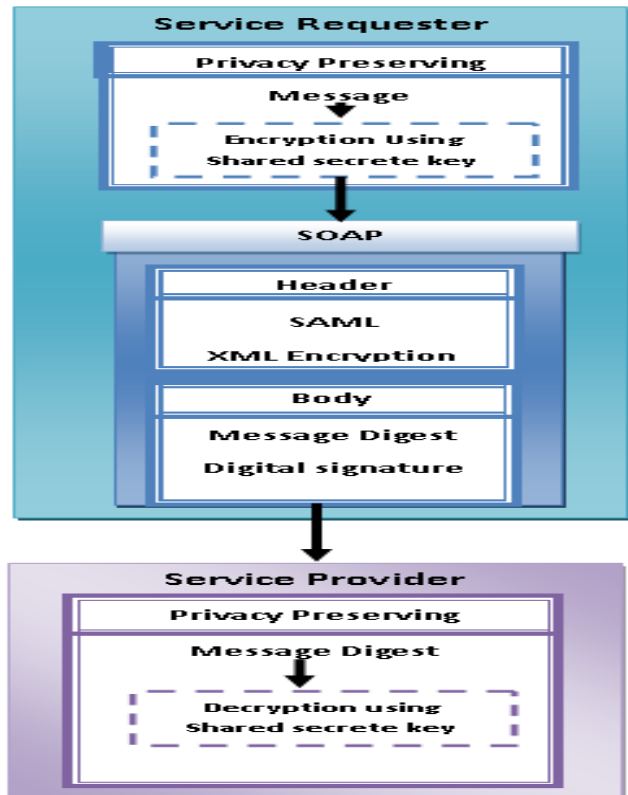 Service Requester
Privacy Preserving
Message
Encryption Using
Shared secrete key
SOAP
Header
SAML
XML Encryption
Body
Message Digest
Digital signature
Service Provider
Privacy Preserving
Message Digest
Decryption using
Shared secrete key